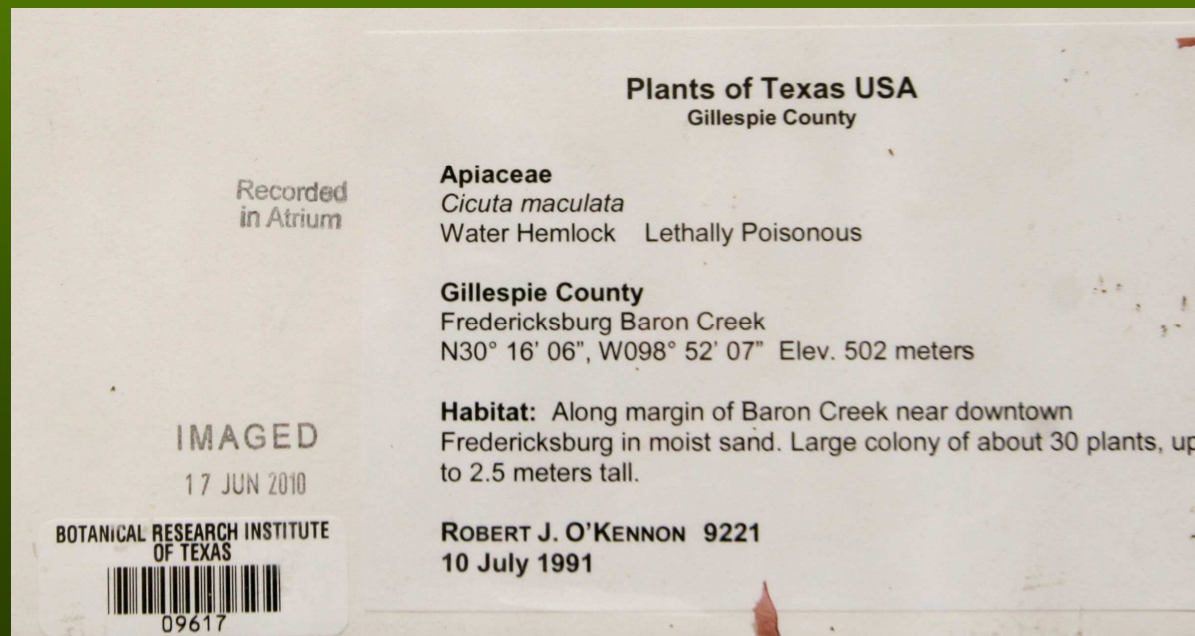 Plants of Texas USA
Gillespie County
Recorded
in Atrium
Apiaceae
Cicuta maculata
Water Hemlock Lethally Poisonous
Gillespie County
Fredericksburg Baron Creek
N30° 16' 06”, W098° 52' 07” Elev. 502 meters
Habitat: Along margin of Baron Creek near downtown
Fredericksburg in moist sand. Large colony of about 30 plants, up
to 2.5 meters tall.
IMAGED
17 JUN 2010
ROBERT J. O'KENNON 9221
10 July 1991
BOTANICAL RESEARCH INSTITUTE
OF TEXAS
09617